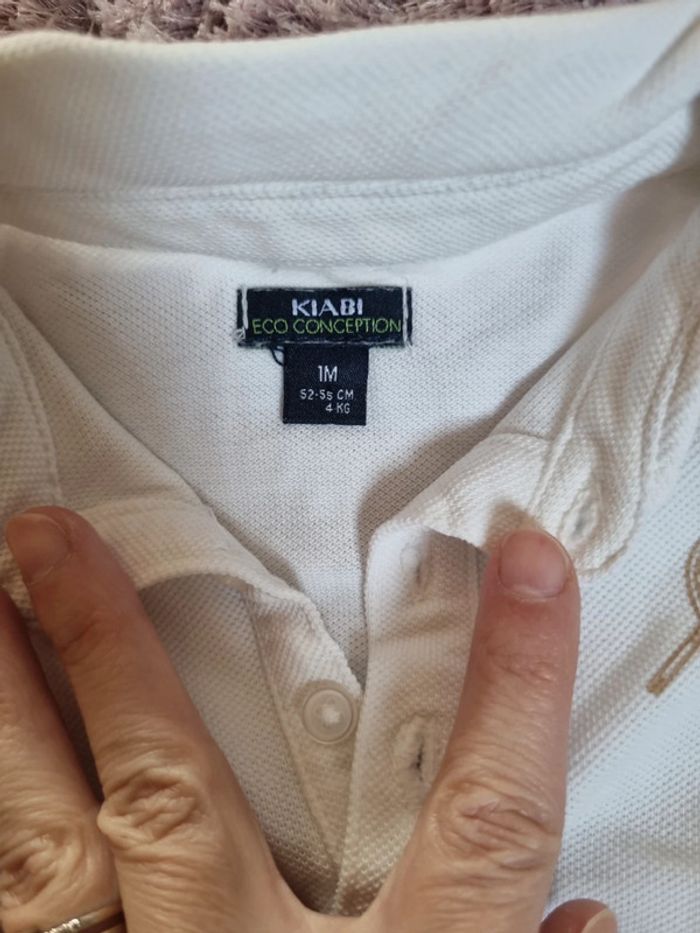 KIABI
ECO CONCEPTION
1M
52-55 CM
4 KG